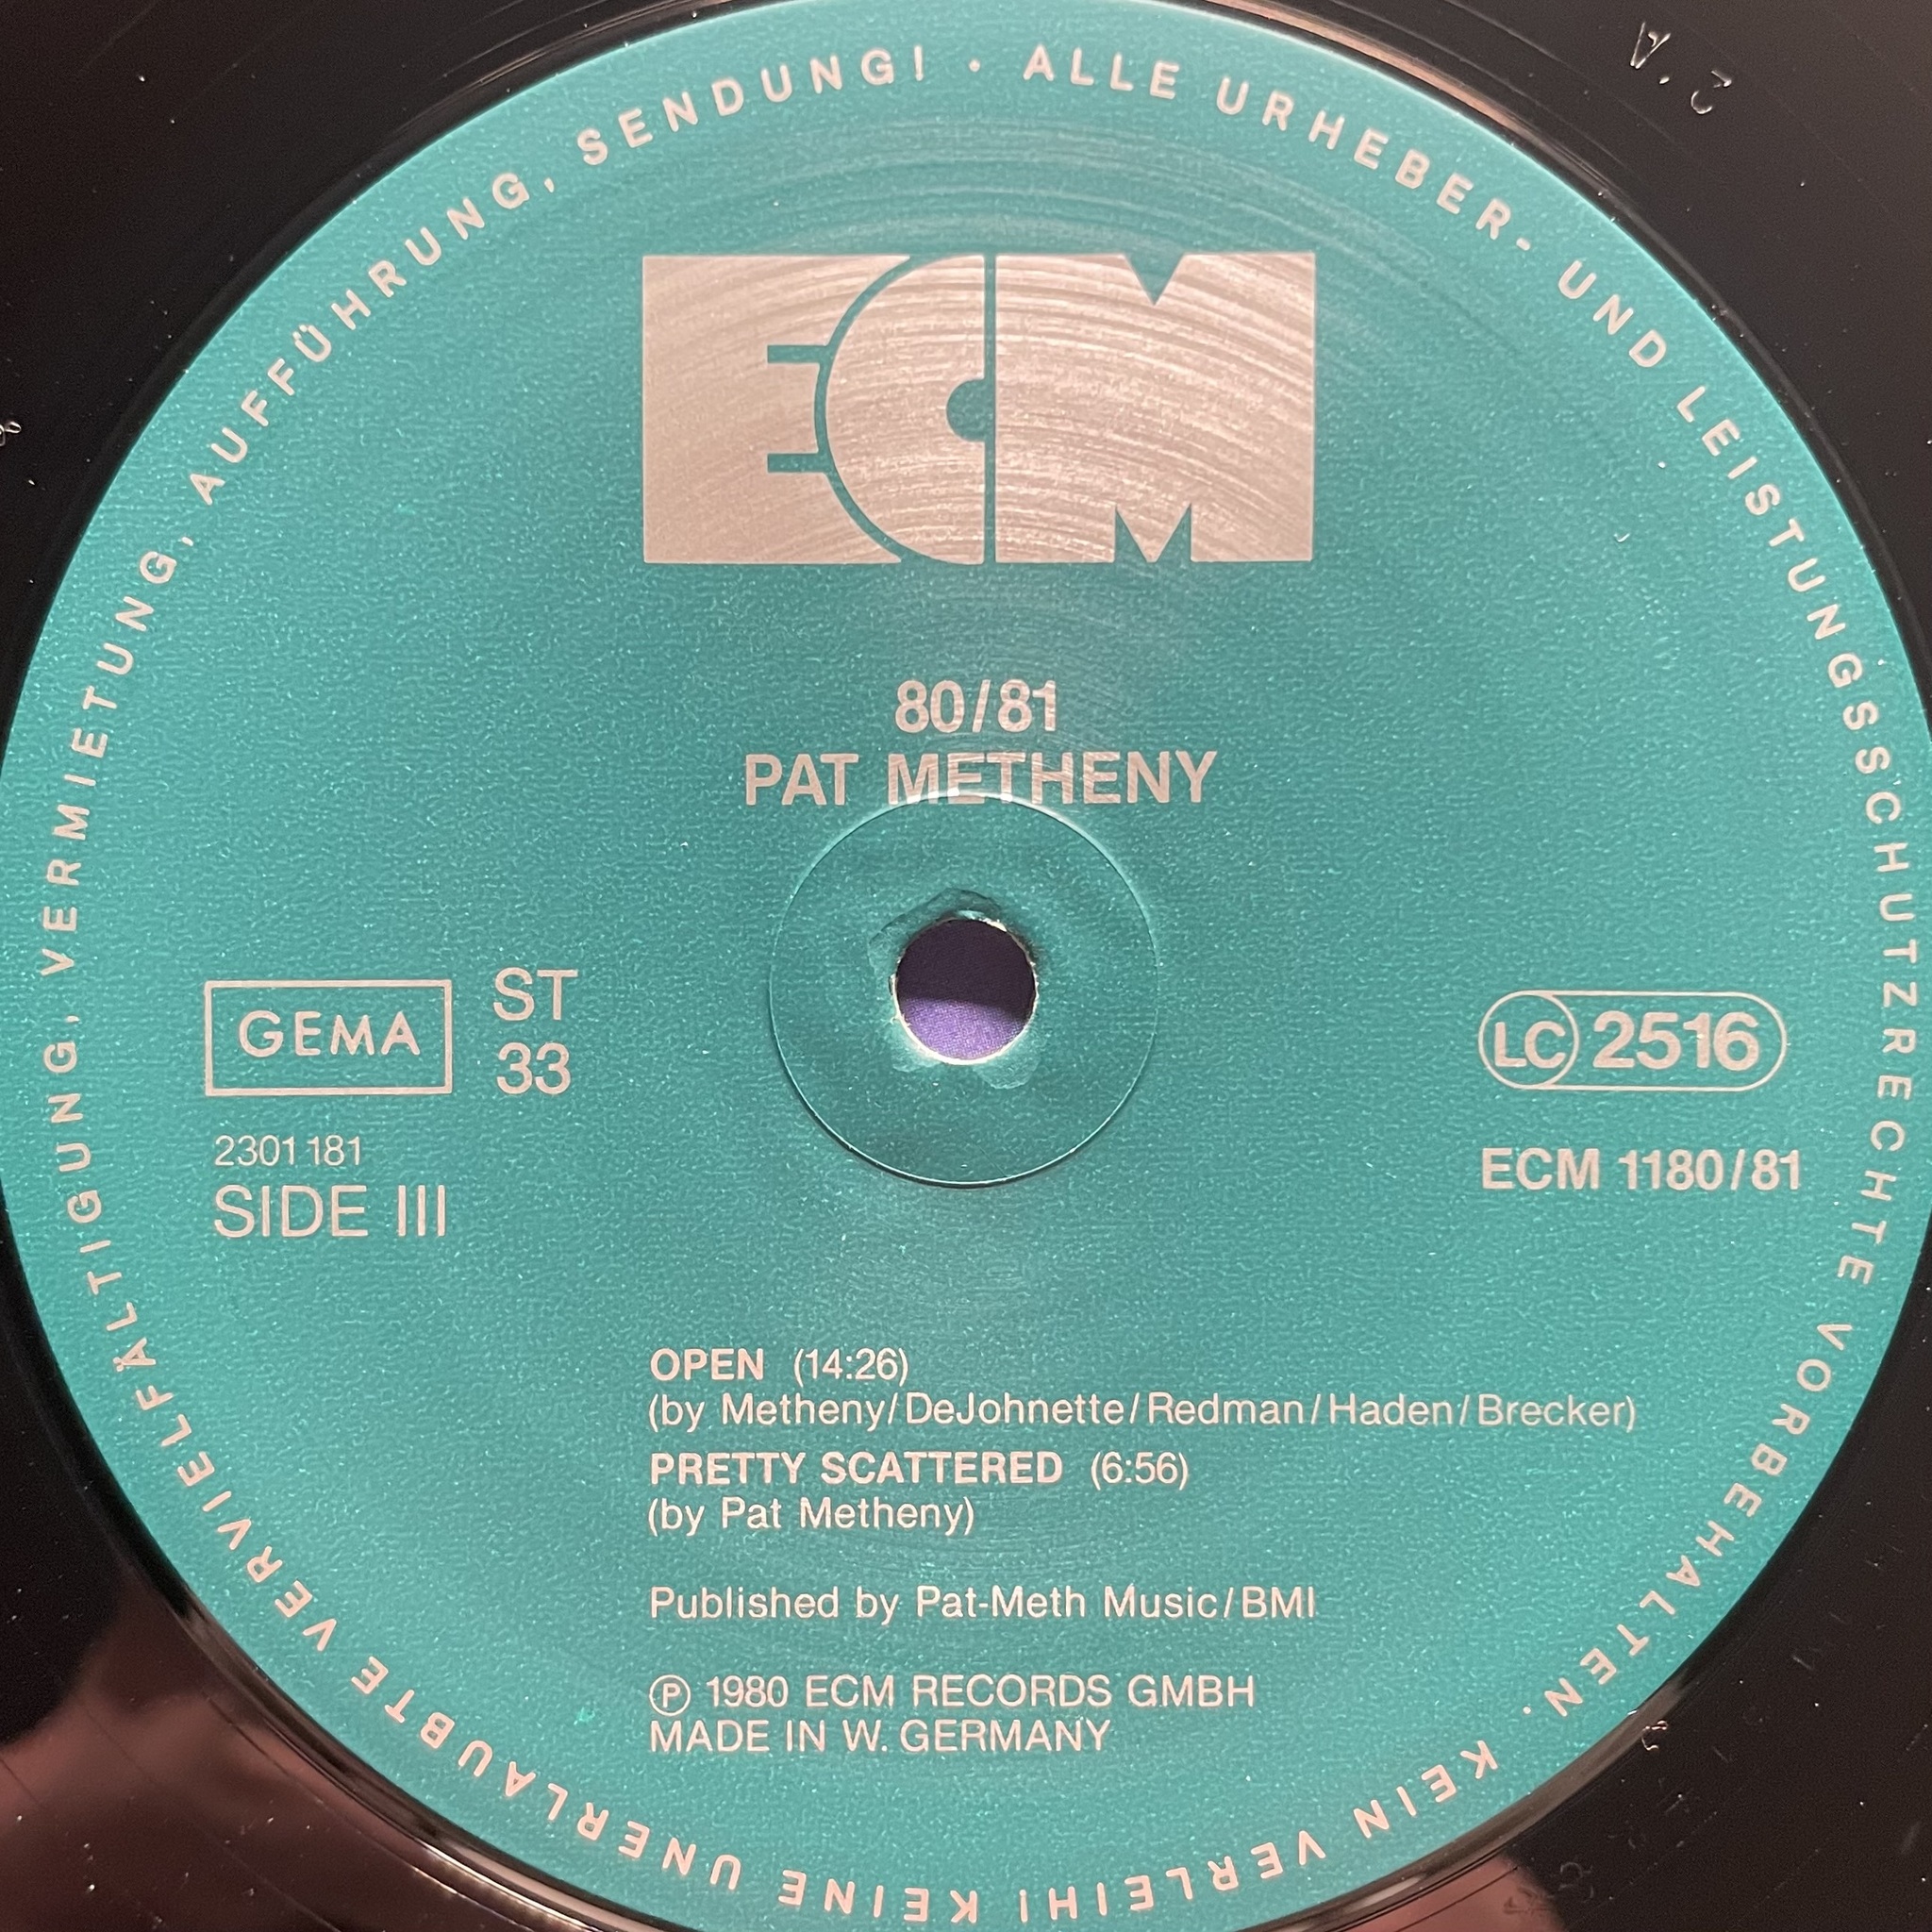 ALLE URHEBER- UND LEISTUNGSSCHUTZRECHTE VORBEHALTEN. KEIN VERLEIH! KEINE UNERLAUBTE VERVIELFÄLTIGUNG, VERMIETUNG, AUFFÜHRUNG, SENDUNG! •
ECM
80/81
PAT METHENY
GEMA
ST
33
LC 2516
2301 181
SIDE III
ECM 1180/81
OPEN (14:26)
(by Metheny/DeJohnette/Redman/Haden/Brecker)
PRETTY SCATTERED (6:56)
(by Pat Metheny)
Published by Pat-Meth Music/BMI
Ⓟ 1980 ECM RECORDS GMBH
MADE IN W. GERMANY